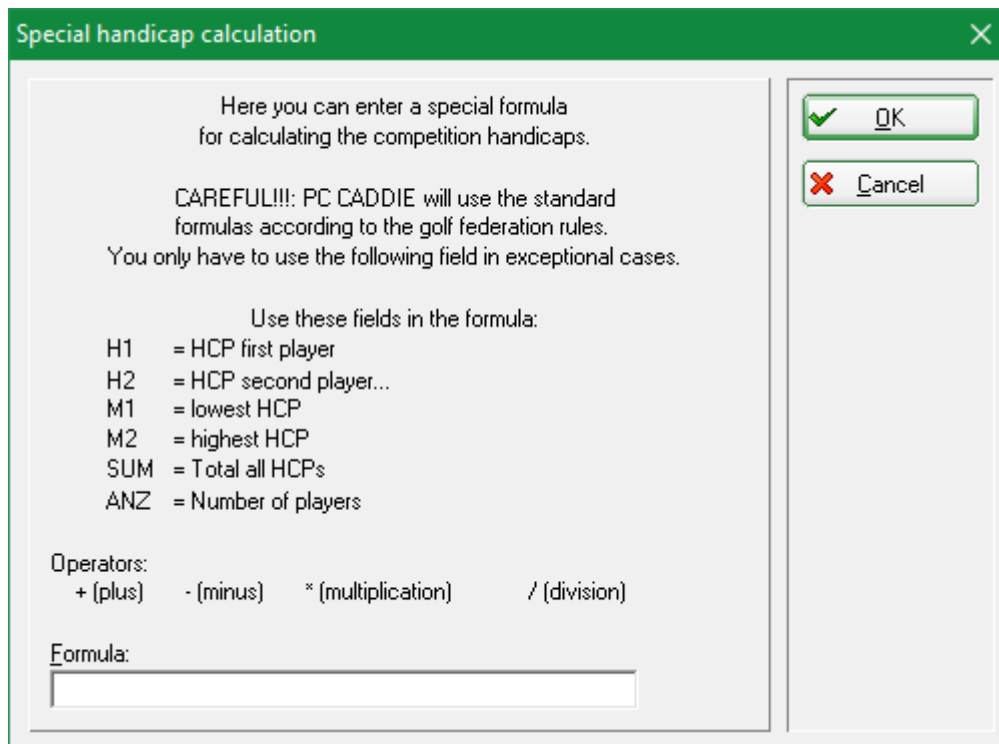 Special handicap calculation
Here you can enter a special formula
for calculating the competition handicaps.
CAREFUL!!!: PC CADDIE will use the standard
formulas according to the golf federation rules.
You only have to use the following field in exceptional cases.
Use these fields in the formula:
H1 = HCP first player
H2 = HCP second player...
M1 = lowest HCP
M2 = highest HCP
SUM = Total all HCPs
ANZ = Number of players
Operators:
+ (plus) - (minus) * (multiplication) / (division)
Formula:
OK
Cancel